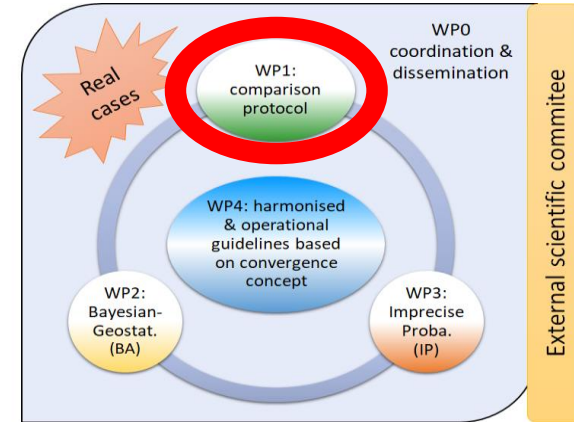 WP0
coordination &
dissemination
Real
cases
WP1:
comparison
protocol
WP4: harmonised
& operational
guidelines based
on convergence
concept
WP2:
Bayesian-
Geostat.
(BA)
WP3:
Imprecise
Proba.
(IP)
External scientific commitee